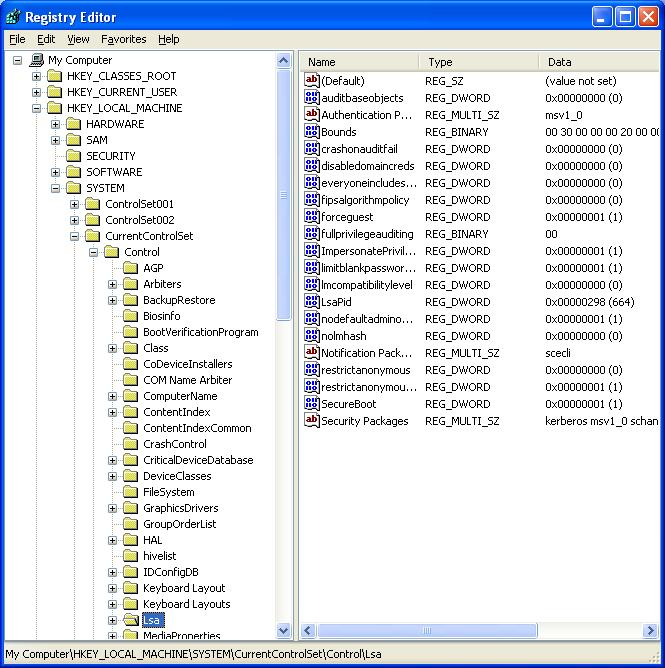 Registry Editor
File Edit View Favorites Help
My Computer
HKEY_CLASSES_ROOT
HKEY_CURRENT_USER
HKEY_LOCAL_MACHINE
HARDWARE
SAM
SECURITY
SOFTWARE
SYSTEM
ControlSet001
ControlSet002
CurrentControlSet
Control
AGP
Arbiters
BackupRestore
Biosinfo
BootVerificationProgram
Class
CoDeviceInstallers
COM Name Arbiter
ComputerName
ContentIndex
ContentIndexCommon
CrashControl
CriticalDeviceDatabase
DeviceClasses
FileSystem
GraphicsDrivers
GroupOrderList
HAL
hivelist
IDConfigDB
Keyboard Layout
Keyboard Layouts
Lsa
MediaProperties
Name Type Data
(Default) REG_SZ (value not set)
auditbaseobjects REG_DWORD 0x00000000 (0)
Authentication P... REG_MULTI_SZ msv1_0
Bounds REG_BINARY 00 30 00 00 00 20 00 00
crashonauditfail REG_DWORD 0x00000000 (0)
disabledomaincreds REG_DWORD 0x00000000 (0)
everyoneincludes... REG_DWORD 0x00000000 (0)
fipsalgorithmpolicy REG_DWORD 0x00000000 (0)
forceguest REG_DWORD 0x00000001 (1)
fullprivilegeauditing REG_BINARY 00
ImpersonatePrivil... REG_DWORD 0x00000001 (1)
limitblankpasswor... REG_DWORD 0x00000001 (1)
lmcompatibilitylevel REG_DWORD 0x00000000 (0)
LsaPid REG_DWORD 0x00000298 (664)
nodefaultadmino... REG_DWORD 0x00000001 (1)
nolmhash REG_DWORD 0x00000000 (0)
Notification Pack... REG_MULTI_SZ scecli
restrictanonymous REG_DWORD 0x00000000 (0)
restrictanonymou... REG_DWORD 0x00000001 (1)
SecureBoot REG_DWORD 0x00000001 (1)
Security Packages REG_MULTI_SZ kerberos msv1_0 schan
My Computer\HKEY_LOCAL_MACHINE\SYSTEM\CurrentControlSet\Control\Lsa